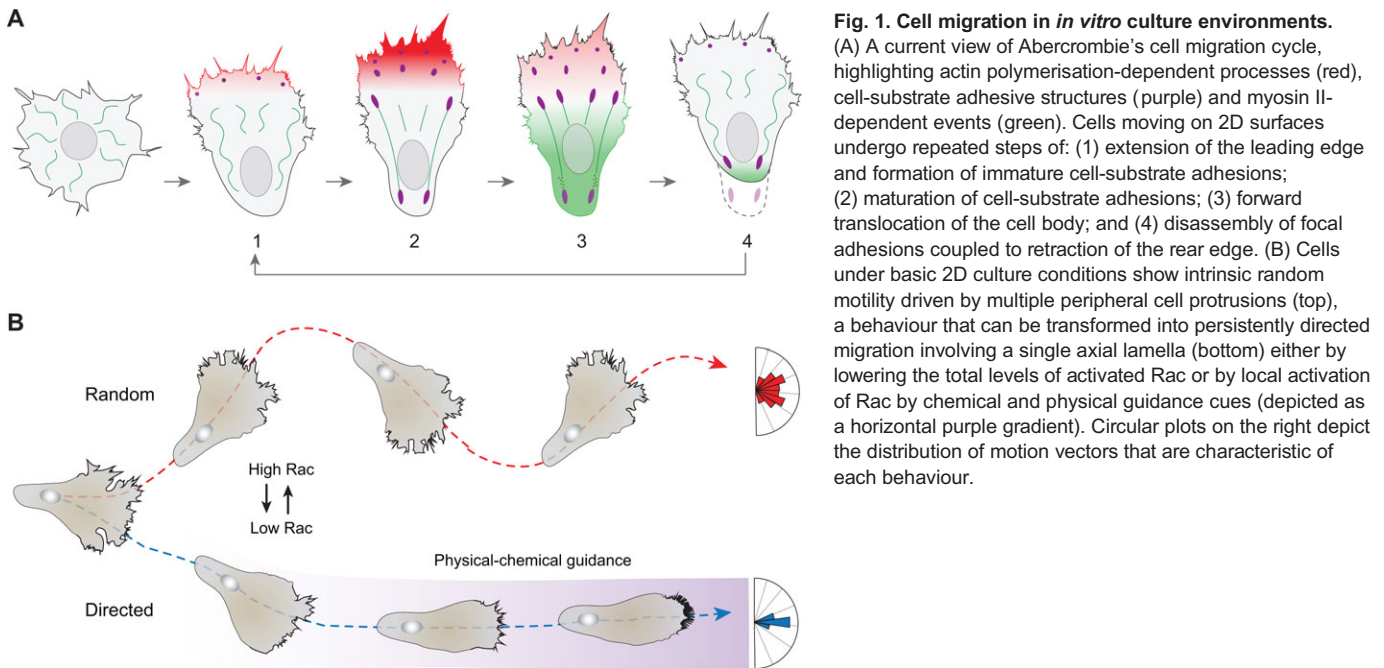 A
1
2
3
4
B
Random
High Rac
Low Rac
Physical-chemical guidance
Directed
Fig. 1. Cell migration in in vitro culture environments.
(A) A current view of Abercrombie's cell migration cycle,
highlighting actin polymerisation-dependent processes (red),
cell-substrate adhesive structures (purple) and myosin II-
dependent events (green). Cells moving on 2D surfaces
undergo repeated steps of: (1) extension of the leading edge
and formation of immature cell-substrate adhesions;
(2) maturation of cell-substrate adhesions; (3) forward
translocation of the cell body; and (4) disassembly of focal
adhesions coupled to retraction of the rear edge. (B) Cells
under basic 2D culture conditions show intrinsic random
motility driven by multiple peripheral cell protrusions (top),
a behaviour that can be transformed into persistently directed
migration involving a single axial lamella (bottom) either by
lowering the total levels of activated Rac or by local activation
of Rac by chemical and physical guidance cues (depicted as
a horizontal purple gradient). Circular plots on the right depict
the distribution of motion vectors that are characteristic of
each behaviour.